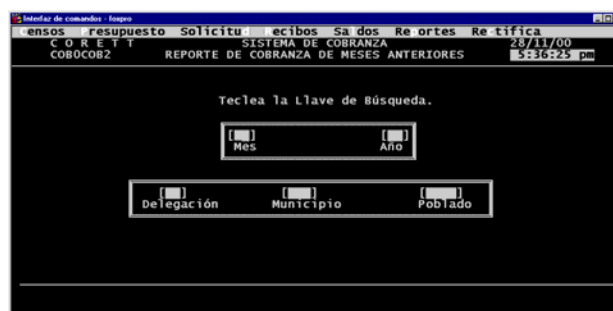 Interfaz de comandos - foxpro
ensos resupuesto Solicitu ecibos Sa dos Re ortes Re tifica
C O R E T T SISTEMA DE COBRANZA 28/11/00
COBOCOB2 REPORTE DE COBRANZA DE MESES ANTERIORES 5:36:25 pm
Teclea la Llave de Búsqueda.
[ ] [ ]
Mes Año
[ ] [ ] [ ]
Delegación Municipio Poblado